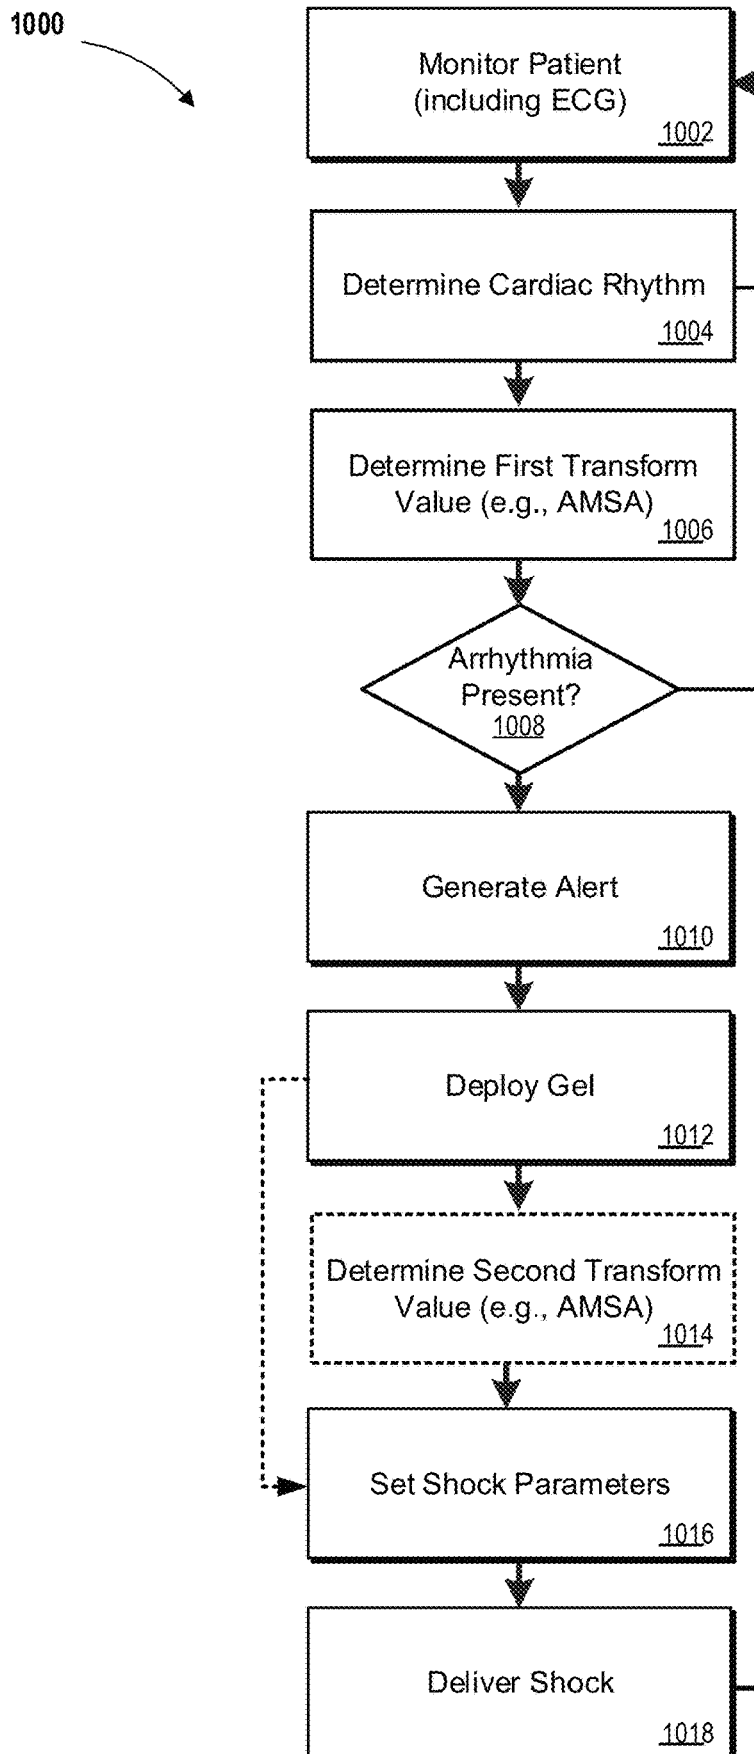 1000
Monitor Patient
(including ECG)
1002
Determine Cardiac Rhythm
1004
Determine First Transform
Value (e.g., AMSA)
1006
Arrhythmia
Present?
1008
Generate Alert
1010
Deploy Gel
1012
Determine Second Transform
Value (e.g., AMSA)
1014
Set Shock Parameters
1016
Deliver Shock
1018